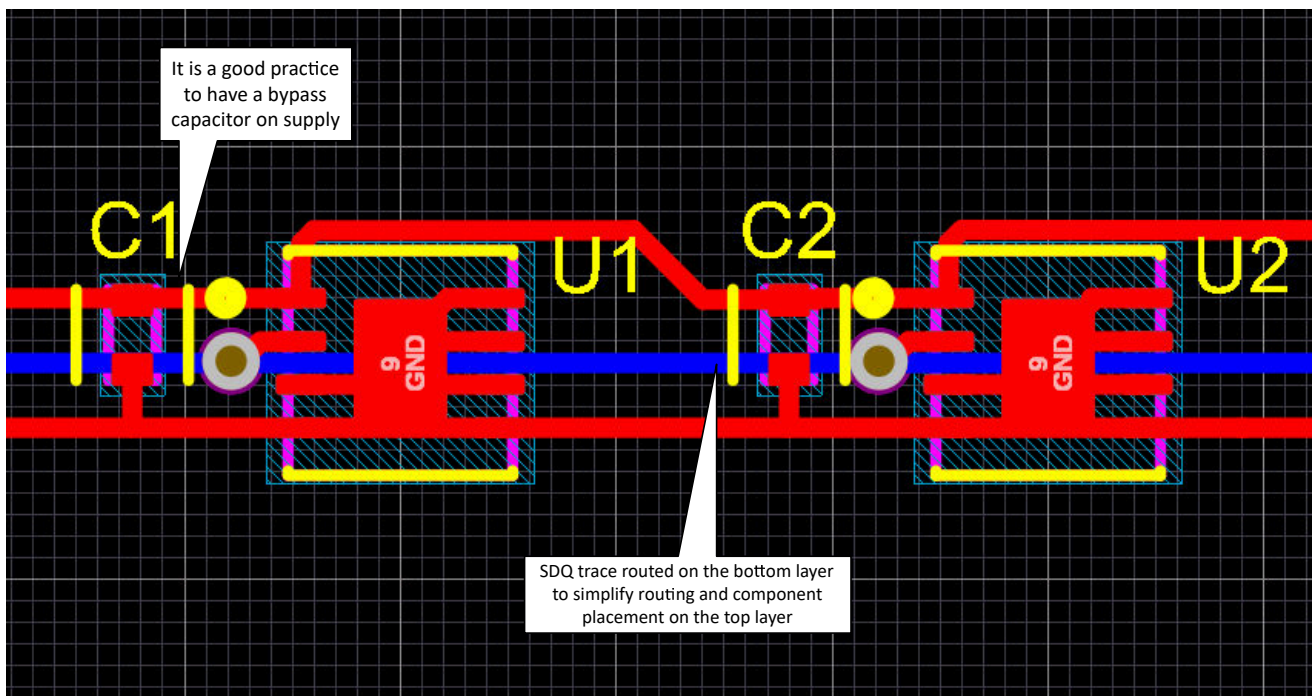 It is a good practice
to have a bypass
capacitor on supply
C1
U1
C2
U2
9
GND
9
GND
SDQ trace routed on the bottom layer
to simplify routing and component
placement on the top layer